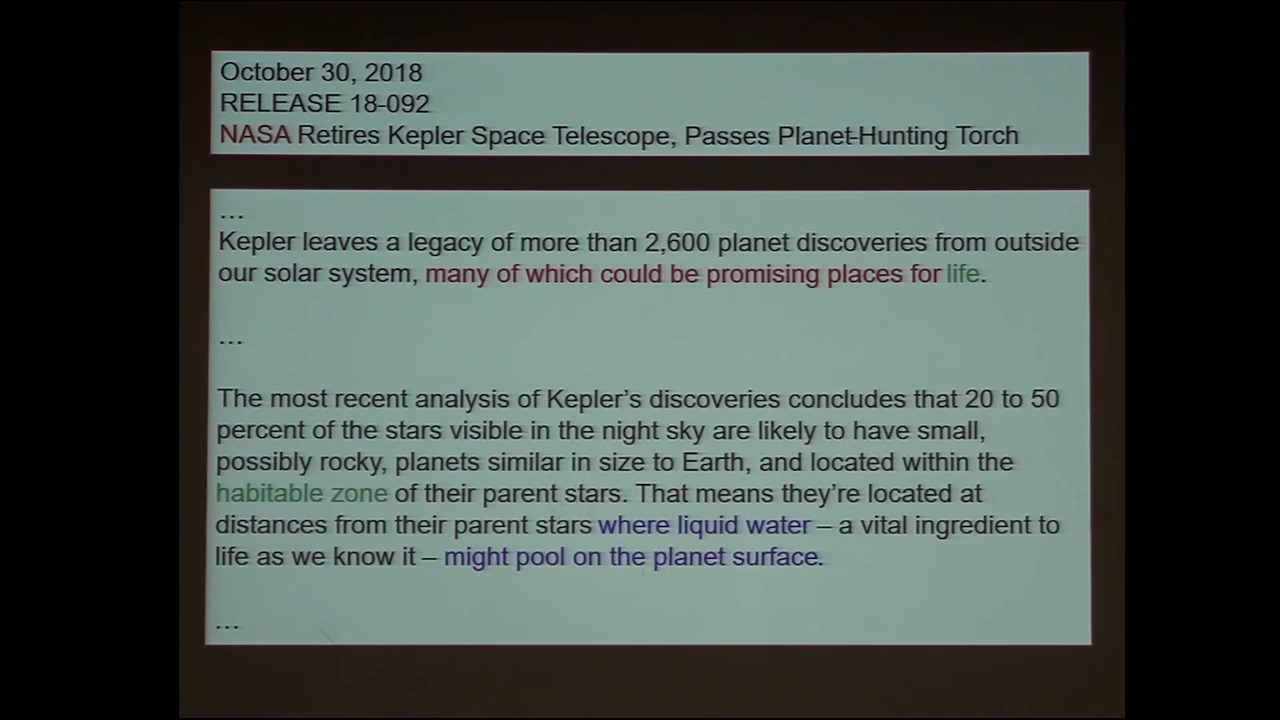 October 30, 2018
RELEASE 18-092
NASA Retires Kepler Space Telescope, Passes Planet-Hunting Torch
...
Kepler leaves a legacy of more than 2,600 planet discoveries from outside
our solar system, many of which could be promising places for life.
...
The most recent analysis of Kepler’s discoveries concludes that 20 to 50
percent of the stars visible in the night sky are likely to have small,
possibly rocky, planets similar in size to Earth, and located within the
habitable zone of their parent stars. That means they’re located at
distances from their parent stars where liquid water – a vital ingredient to
life as we know it – might pool on the planet surface.
...